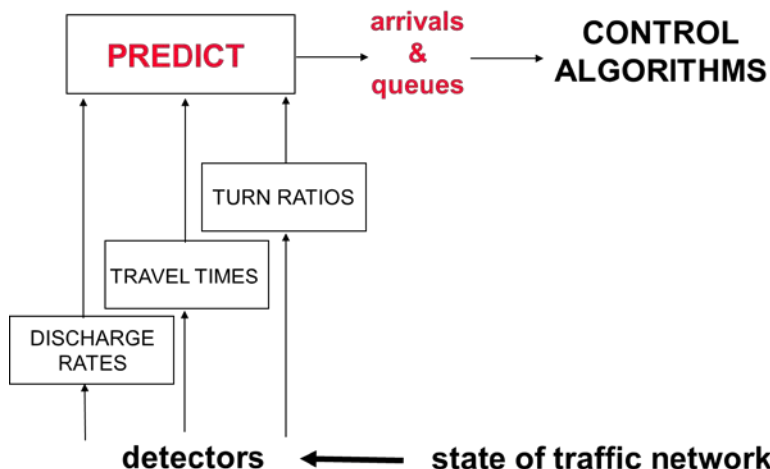 PREDICT
arrivals
&
queues
CONTROL
ALGORITHMS
TURN RATIOS
TRAVEL TIMES
DISCHARGE
RATES
detectors
state of traffic network